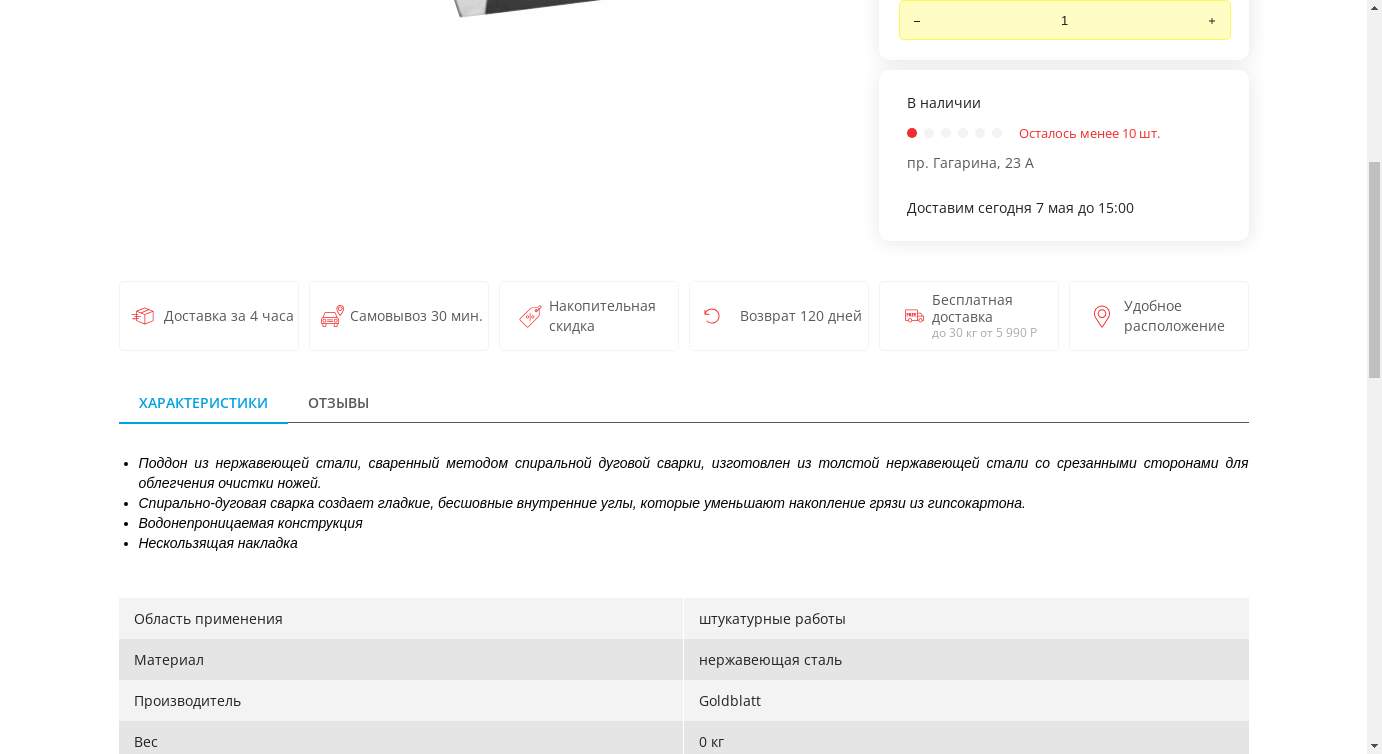 – 1 +
В наличии
Осталось менее 10 шт.
пр. Гагарина, 23 А
Доставим сегодня 7 мая до 15:00
Доставка за 4 часа
Самовывоз 30 мин.
Накопительная
скидка
Возврат 120 дней
Бесплатная
доставка
до 30 кг от 5 990 Р
Удобное
расположение
ХАРАКТЕРИСТИКИ ОТЗЫВЫ
• Поддон из нержавеющей стали, сваренный методом спиральной дуговой сварки, изготовлен из толстой нержавеющей стали со срезанными сторонами для
облегчения очистки ножей.
• Спирально-дуговая сварка создает гладкие, бесшовные внутренние углы, которые уменьшают накопление грязи из гипсокартона.
• Водонепроницаемая конструкция
• Нескользящая накладка
Область применения штукатурные работы
Материал нержавеющая сталь
Производитель Goldblatt
Вес 0 кг